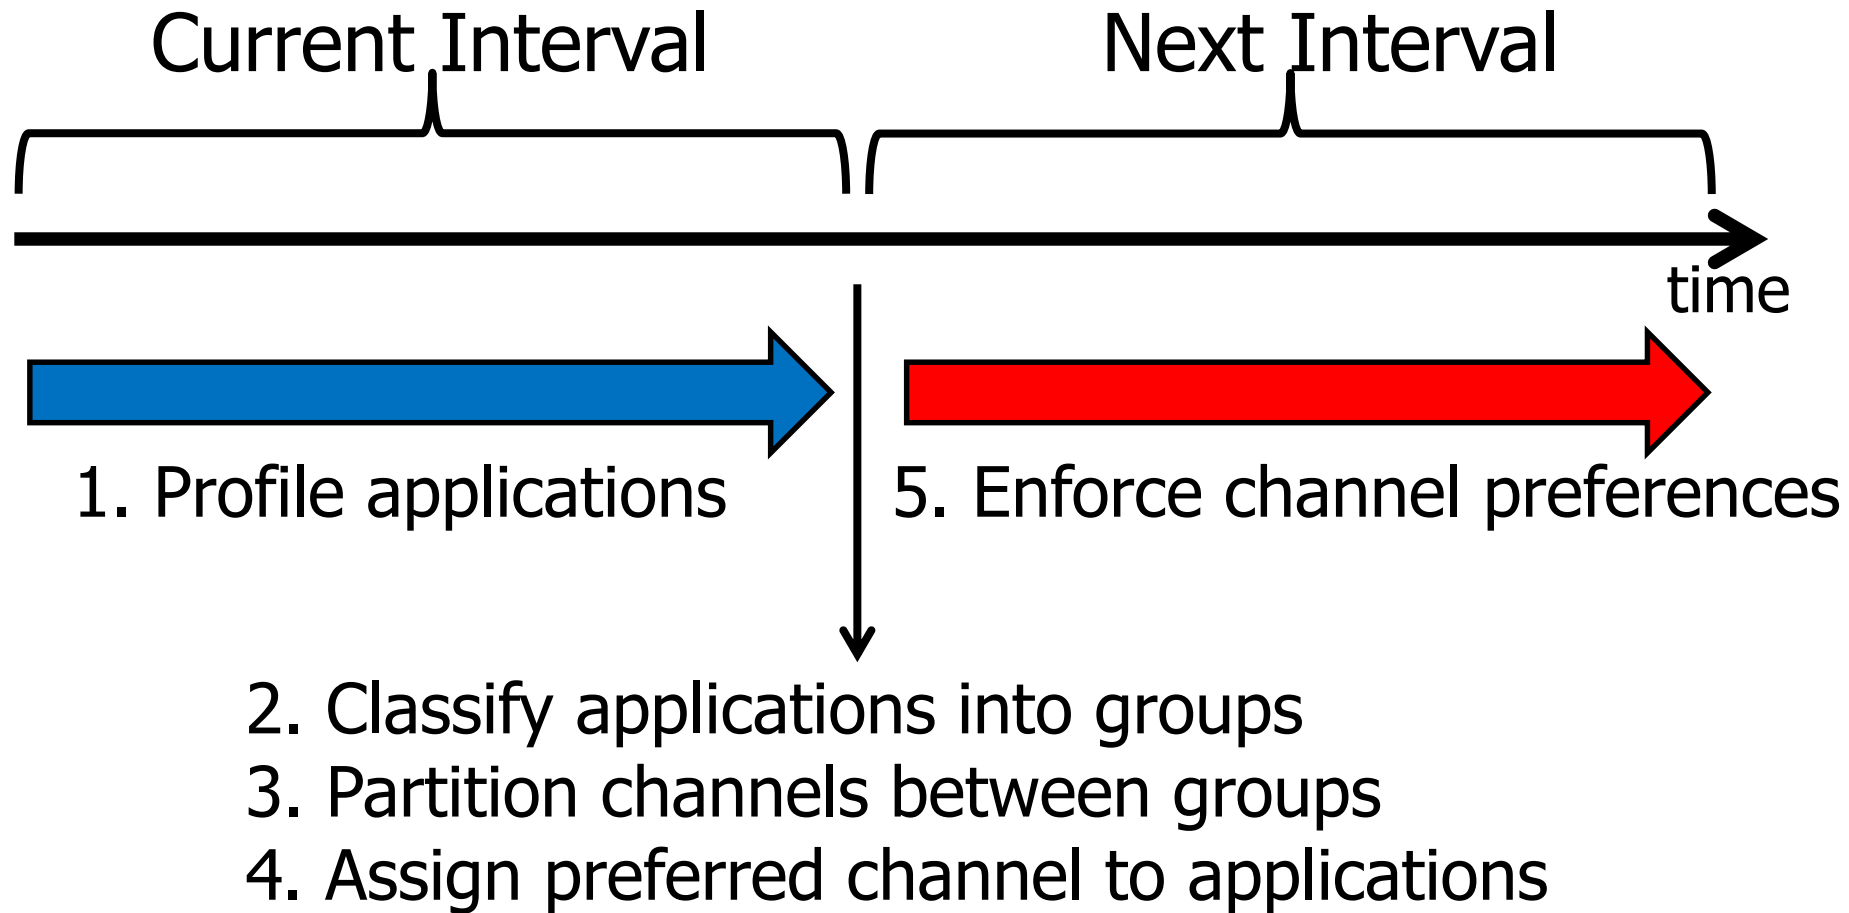 Current Interval
Next Interval
time
1. Profile applications
5. Enforce channel preferences
2. Classify applications into groups
3. Partition channels between groups
4. Assign preferred channel to applications